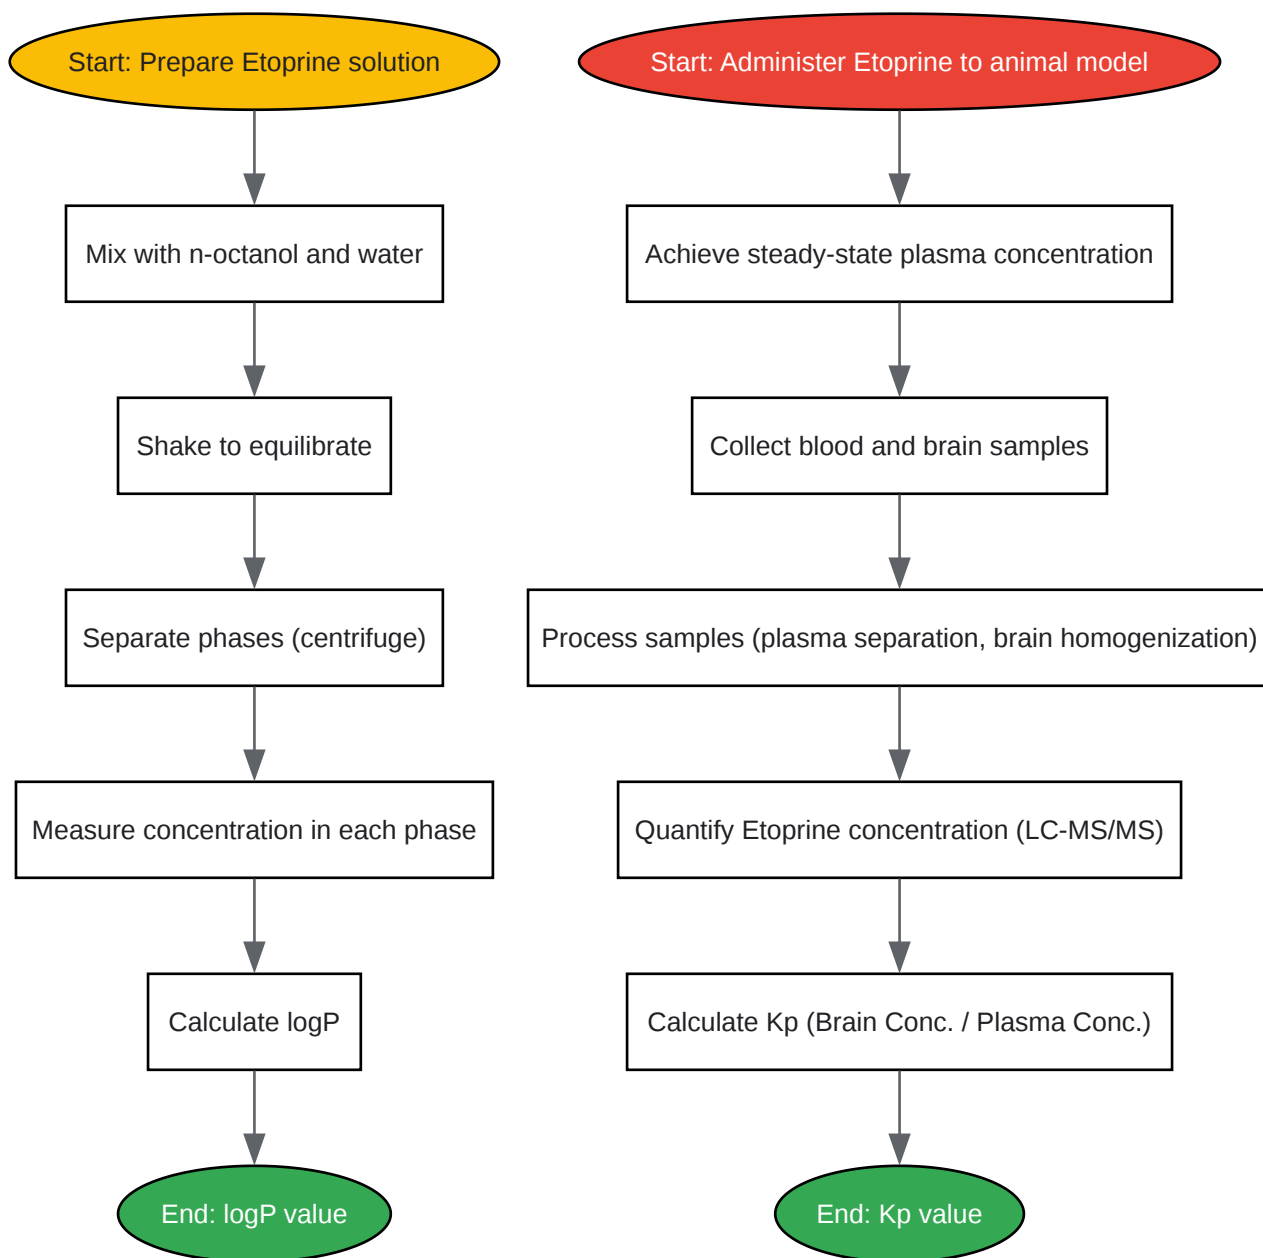 Start: Prepare Etoprine solution
Mix with n-octanol and water
Shake to equilibrate
Separate phases (centrifuge)
Measure concentration in each phase
Calculate logP
End: logP value
Start: Administer Etoprine to animal model
Achieve steady-state plasma concentration
Collect blood and brain samples
Process samples (plasma separation, brain homogenization)
Quantify Etoprine concentration (LC-MS/MS)
Calculate Kp (Brain Conc. / Plasma Conc.)
End: Kp value